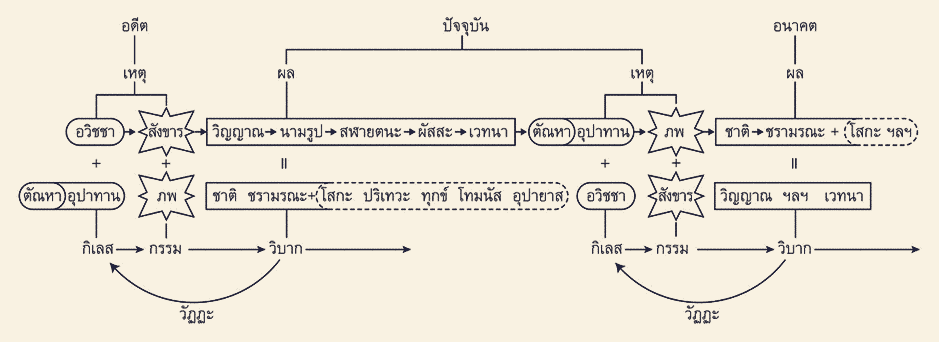 อดีต ปัจจุบัน อนาคต
เหตุ ผล เหตุ ผล
อวิชชา สังขาร วิญญาณ นามรูป สฬายตนะ ผัสสะ เวทนา ตัณหา อุปาทาน ภพ ชาติ ชรามรณะ + โสกะ ฯลฯ
+ + = + + =
ตัณหา อุปาทาน ภพ ชาติ ชรามรณะ+ โสกะ ปริเทวะ ทุกข์ โทมนัส อุปายาส อวิชชา สังขาร วิญญาณ ฯลฯ เวทนา
กิเลส กรรม วิบาก กิเลส กรรม วิบาก
วัฏฏะ วัฏฏะ